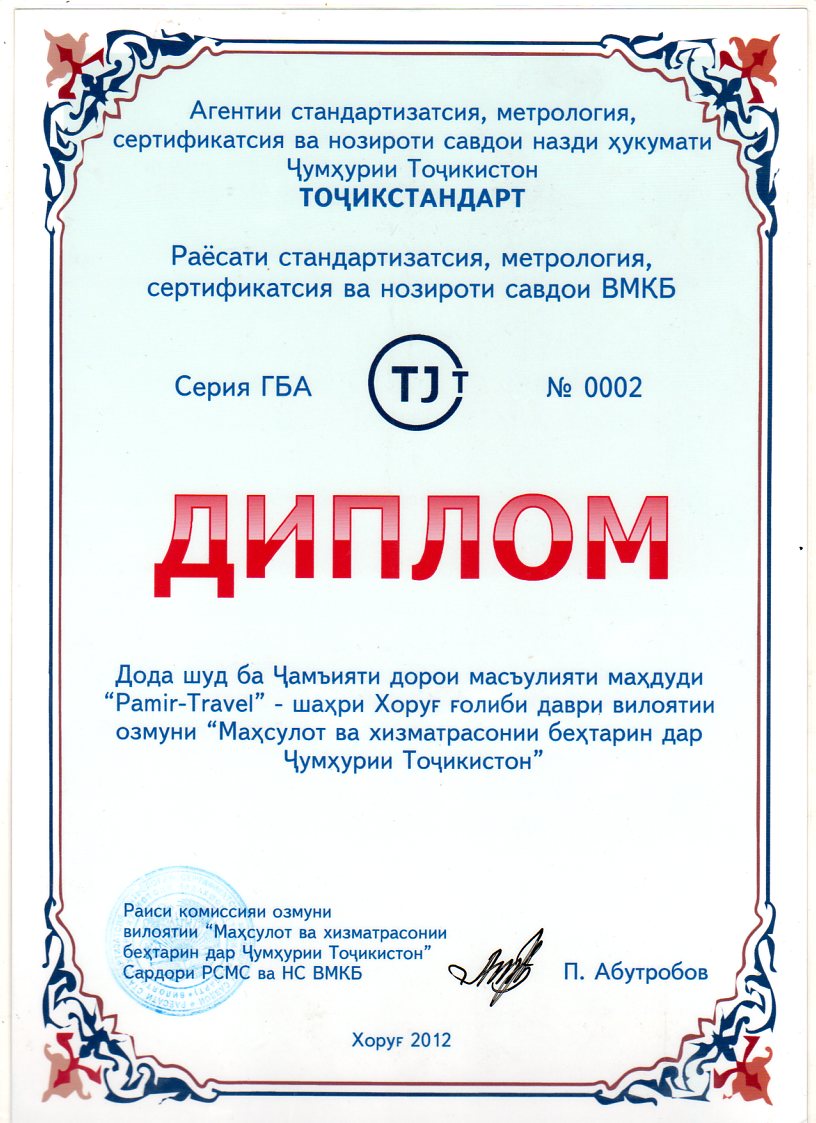 Агентии стандартизатсия, метрология,
сертификатсия ва нозироти савдои назди ҳукумати
Ҷумҳурии Тоҷикистон
ТОҶИКСТАНДАРТ
Раёсати стандартизатсия, метрология,
сертификатсия ва нозироти савдои ВМКБ
Серия ГБА
TJT
№ 0002
ДИПЛОМ
Дода шуд ба Ҷамъияти дорои масъулияти маҳдуди
“Pamir-Travel” - шаҳри Хоруғ ғолиби даври вилоятии
озмуни “Маҳсулот ва хизматрасонии беҳтарин дар
Ҷумҳурии Тоҷикистон”
Раиси комиссияи озмуни
вилоятии “Маҳсулот ва хизматрасонии
беҳтарин дар Ҷумҳурии Тоҷикистон”
Сардори РСМС ва НС ВМКБ
П. Абутробов
Хоруғ 2012